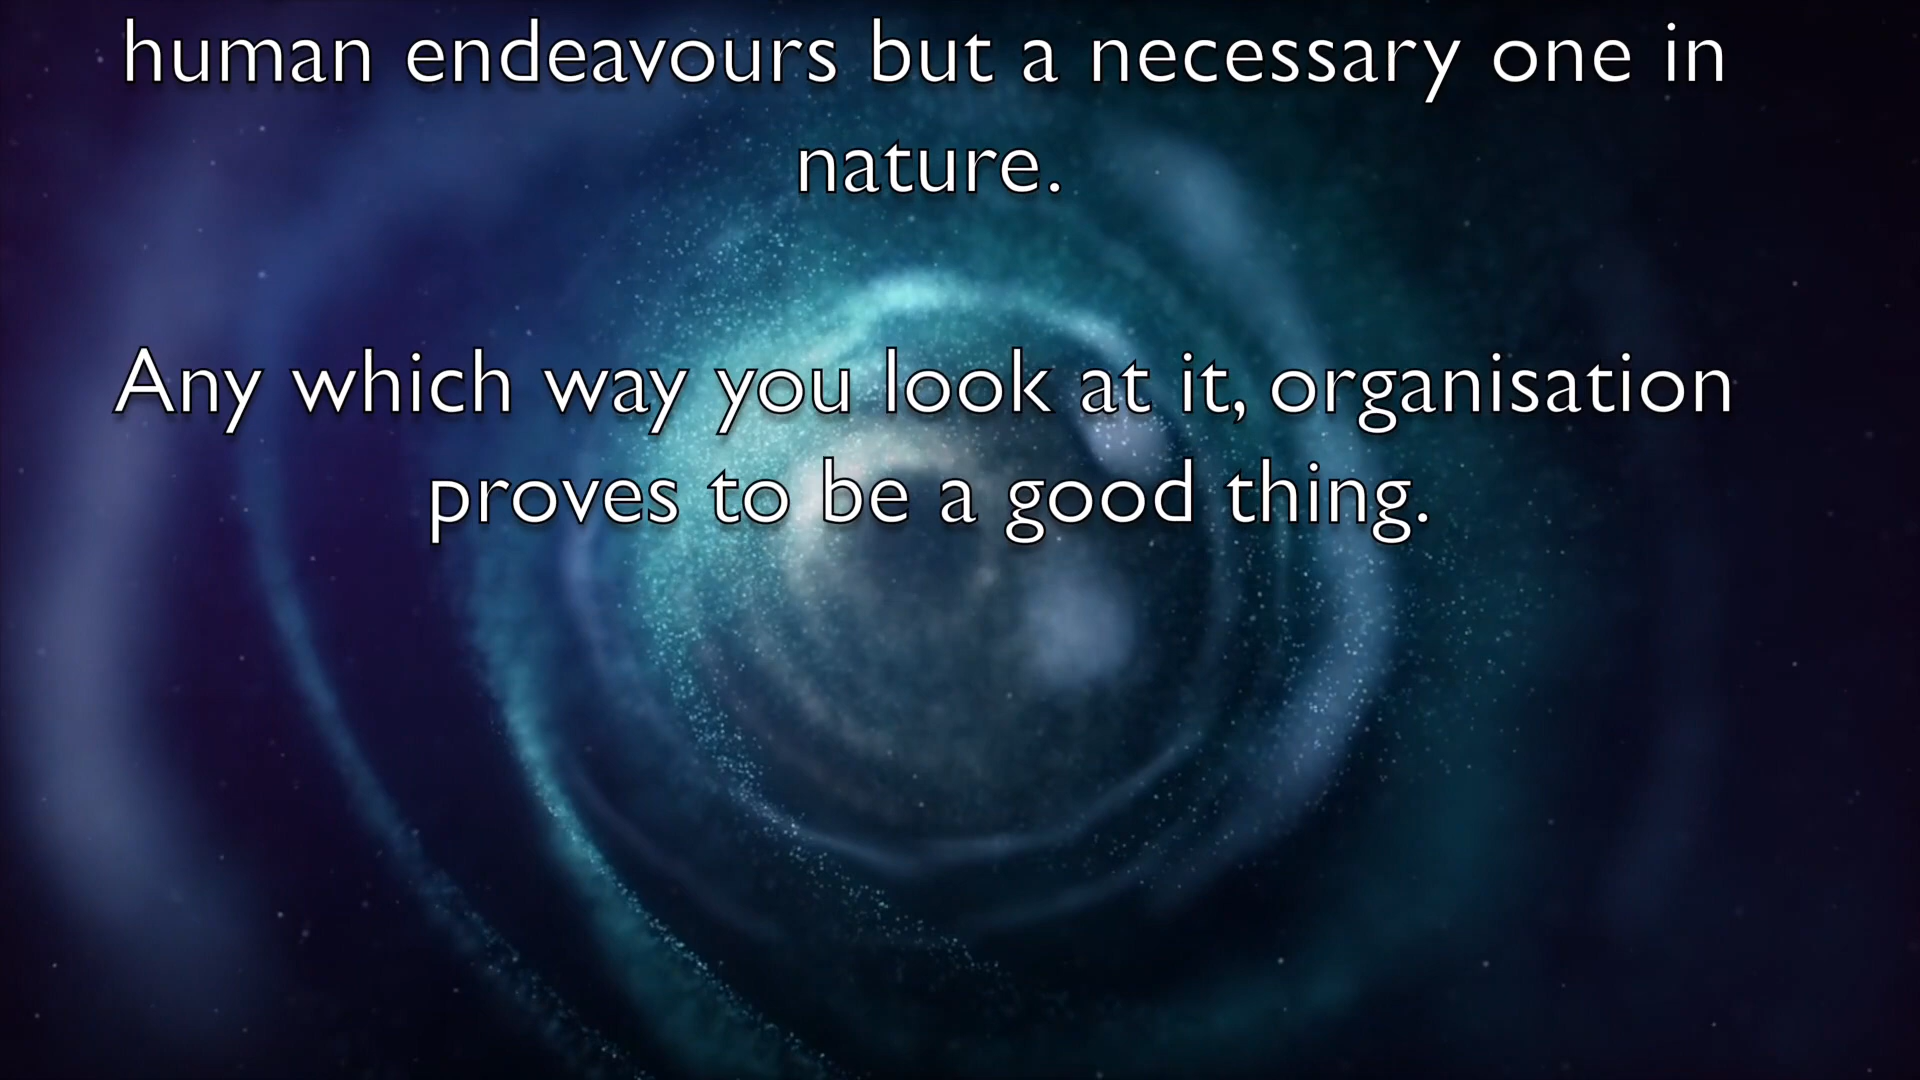 human endeavours but a necessary one in
nature.
Any which way you look at it, organisation
proves to be a good thing.